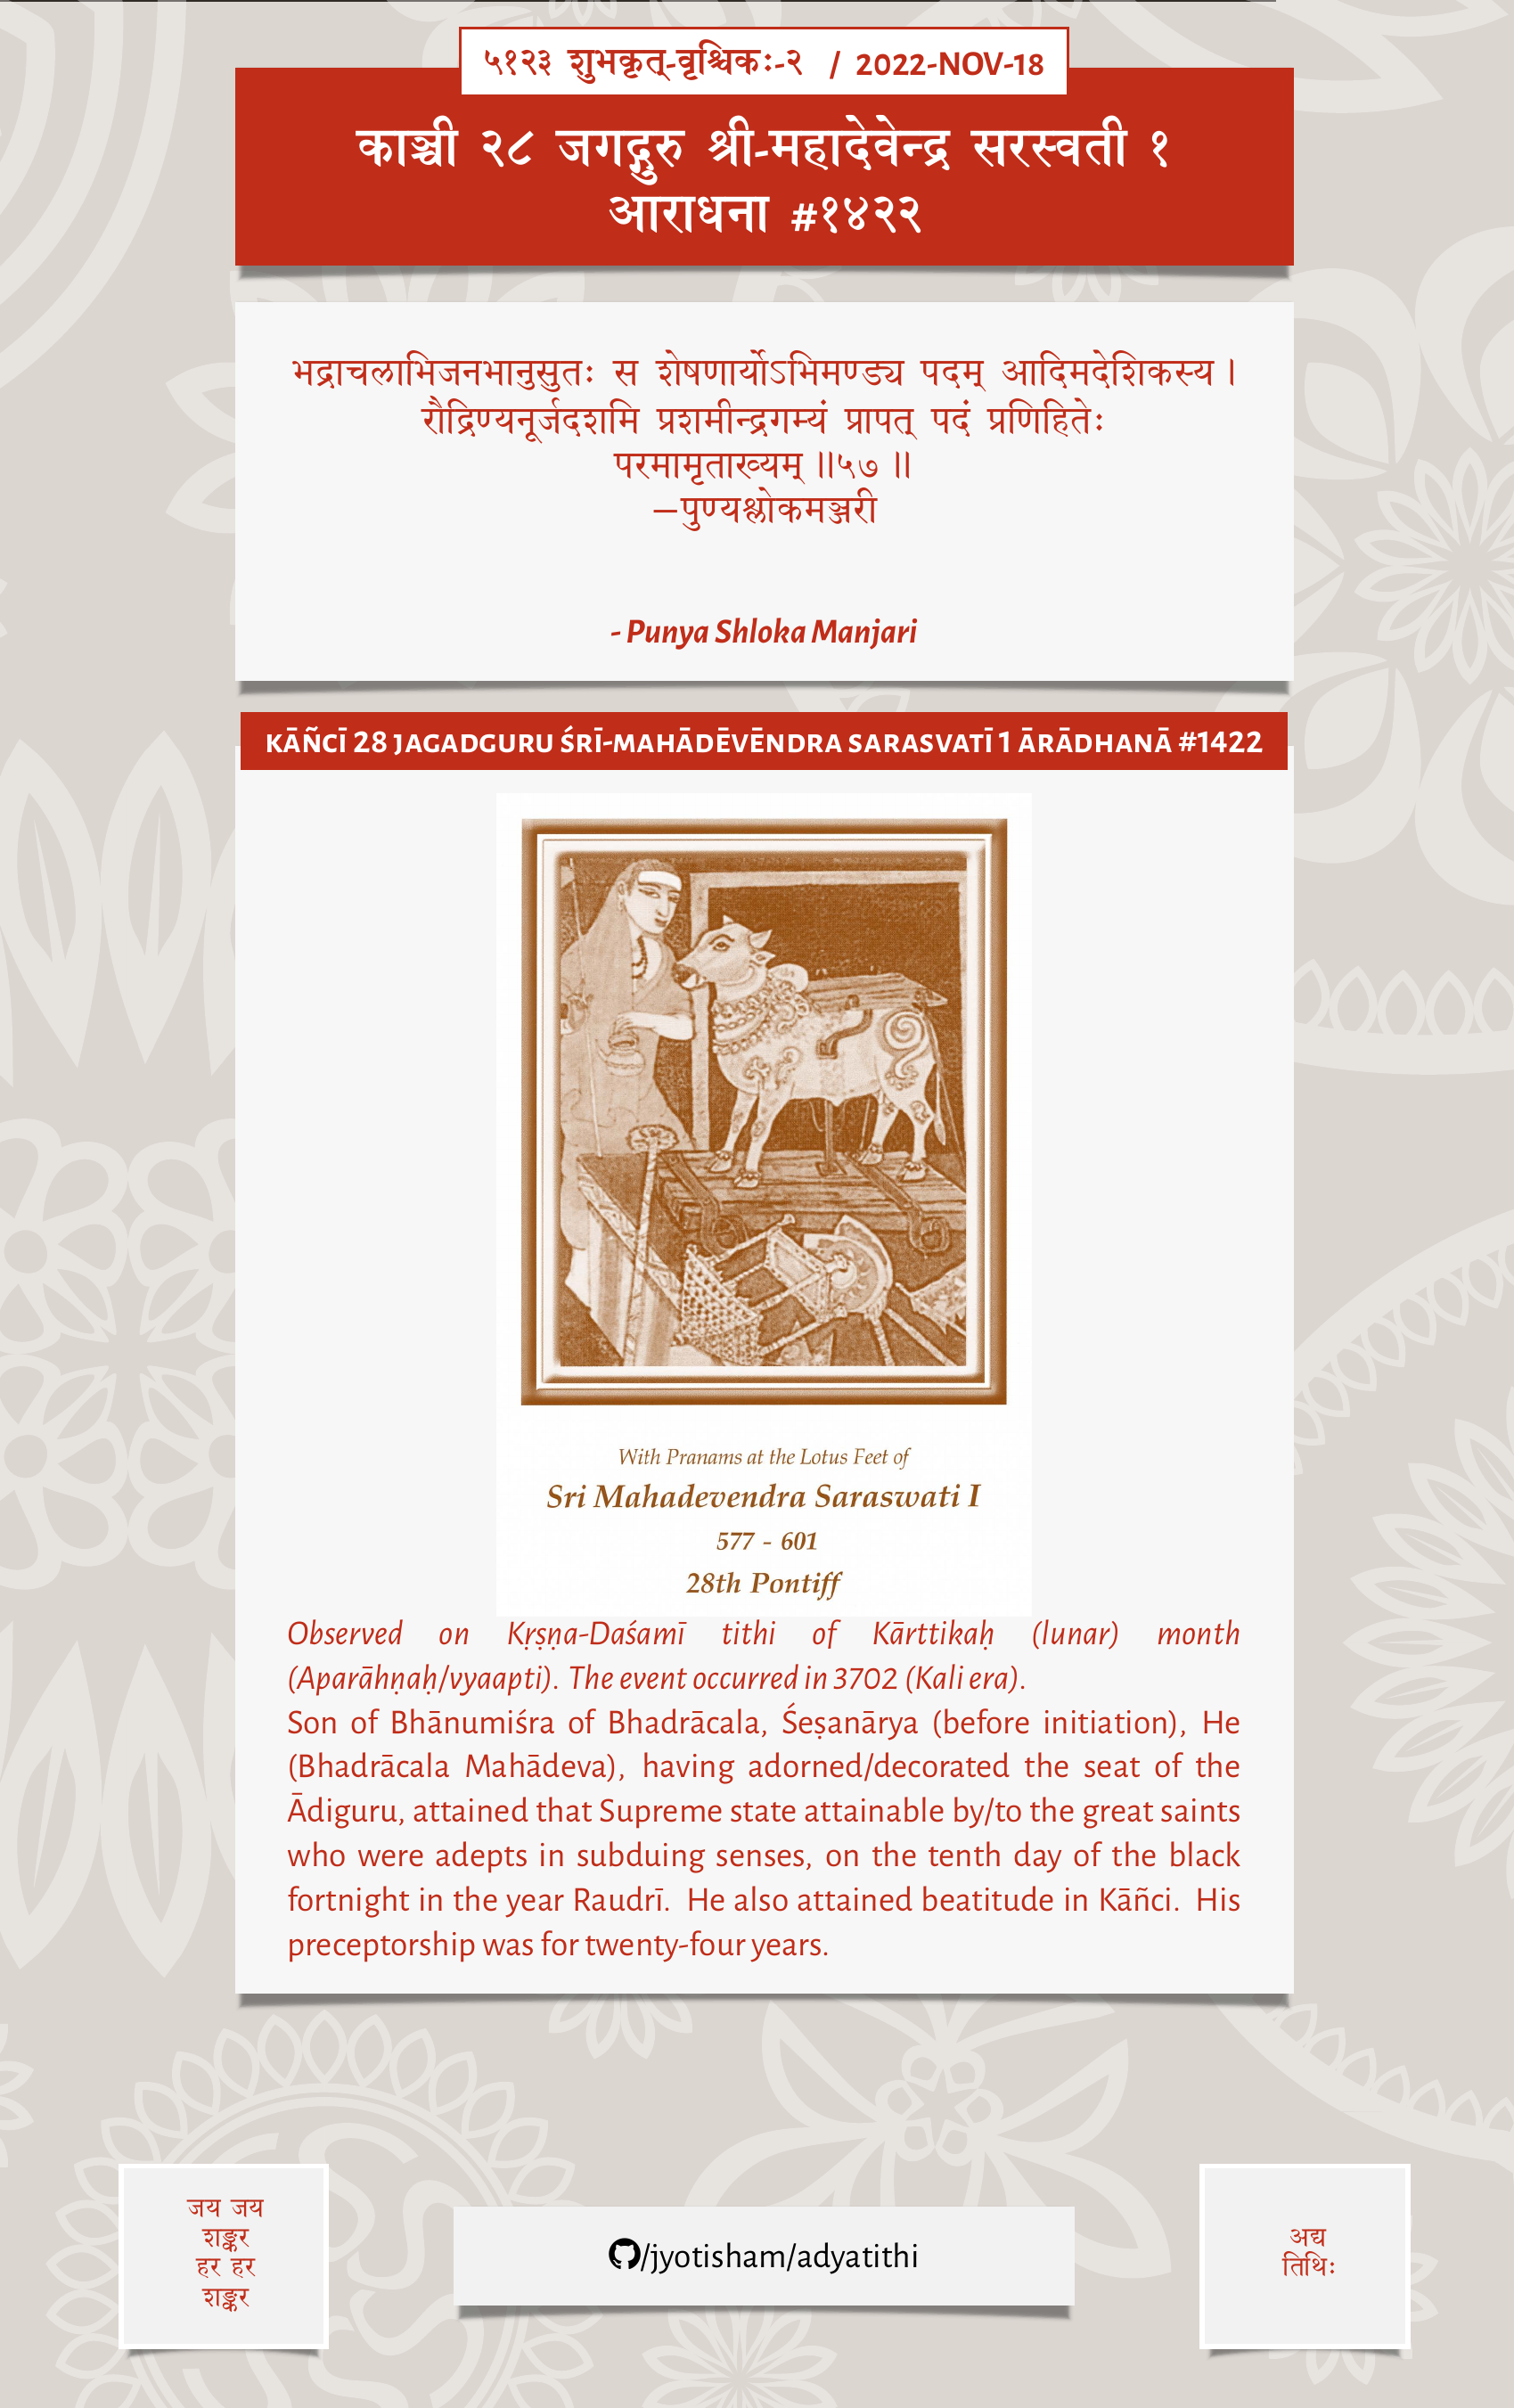 ५१२३ शुभकृत्-वृश्चिकः-२ / 2022-NOV-18
काञ्ची २८ जगद्गुरु श्री-महादेवेन्द्र सरस्वती १
आराधना #१४२२
भद्राचलाभिजनभानुसुतः स शेषणार्योऽभिमण्ड्य पदम् आदिमदेशिकस्य।
रौद्रिण्यनूर्जदशमि प्रशमीन्द्रगम्यं प्रापत् पदं प्रणिहितेः
परमामृताख्यम्॥५७॥
—पुण्यश्लोकमञ्जरी
- Punya Shloka Manjari
KĀÑCĪ 28 JAGADGURU ŚRĪ-MAHĀDĒVĒNDRA SARASVATĪ 1 ĀRĀDHANĀ #1422
With Pranams at the Lotus Feet of
Sri Mahadevendra Saraswati I
577 - 601
28th Pontiff
Observed on Kṛṣṇa-Daśamī tithi of Kārttikaḥ (lunar) month
(Aparāhṇaḥ/vyaapti). The event occurred in 3702 (Kali era).
Son of Bhānumiśra of Bhadrācala, Śeṣanārya (before initiation), He
(Bhadrācala Mahādeva), having adorned/decorated the seat of the
Ādiguru, attained that Supreme state attainable by/to the great saints
who were adepts in subduing senses, on the tenth day of the black
fortnight in the year Raudrī. He also attained beatitude in Kāñci. His
preceptorship was for twenty-four years.
जय जय
शङ्कर
हर हर
शङ्कर
/jyotisham/adyatithi
अद्य
तिथिः